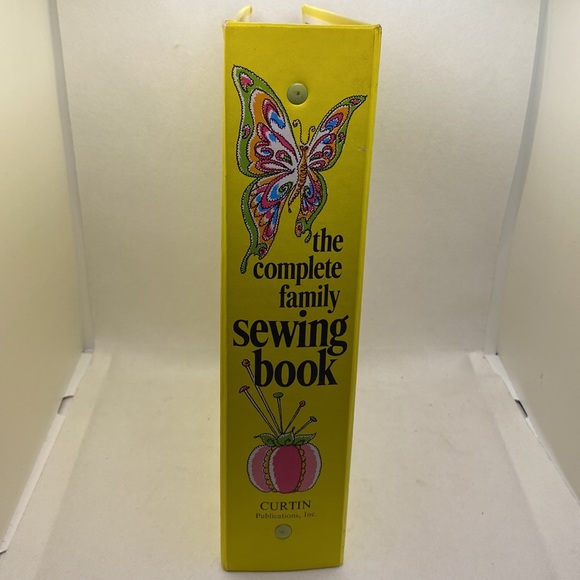 the
complete
family
sewing
book
CURTIN
Publications, Inc.